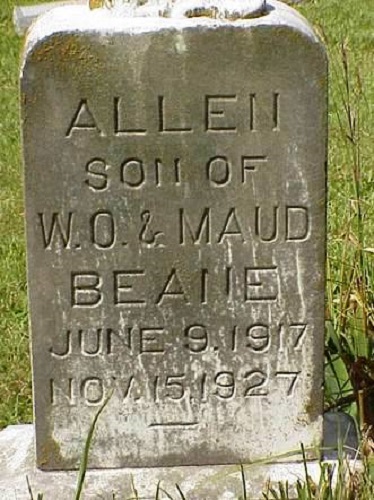 ALLEN
SON OF
W.O. & MAUD
BEANE
JUNE 9.1917
NOV.15.1927